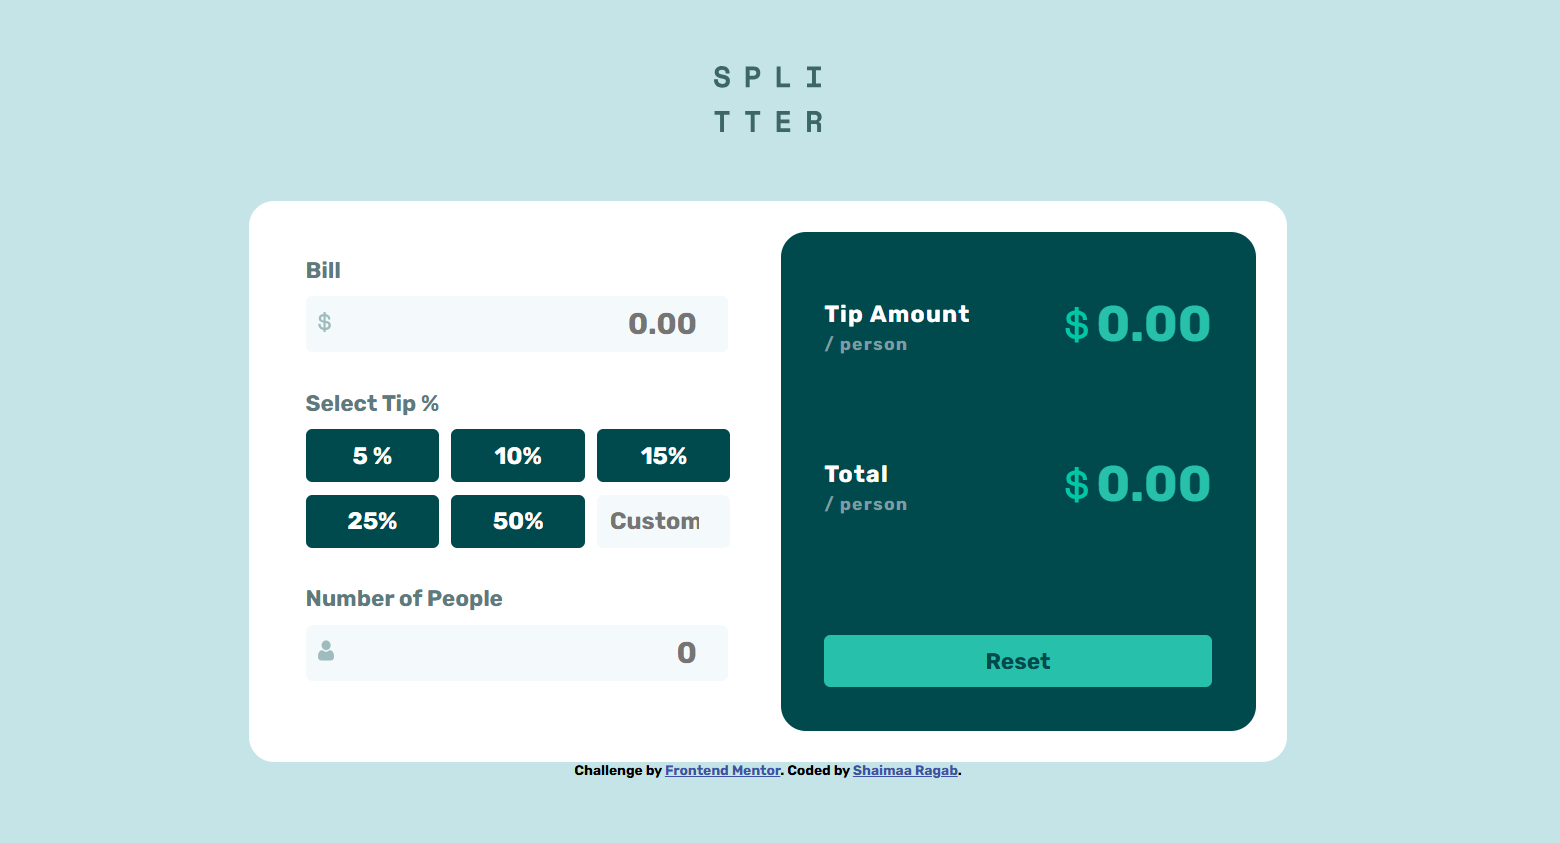 SPLI
TTER
Bill
$ 0.00
Select Tip %
5 % 10% 15%
25% 50% Custom
Number of People
0
Tip Amount
/ person
$ 0.00
Total
/ person
$ 0.00
Reset
Challenge by Frontend Mentor. Coded by Shaimaa Ragab.